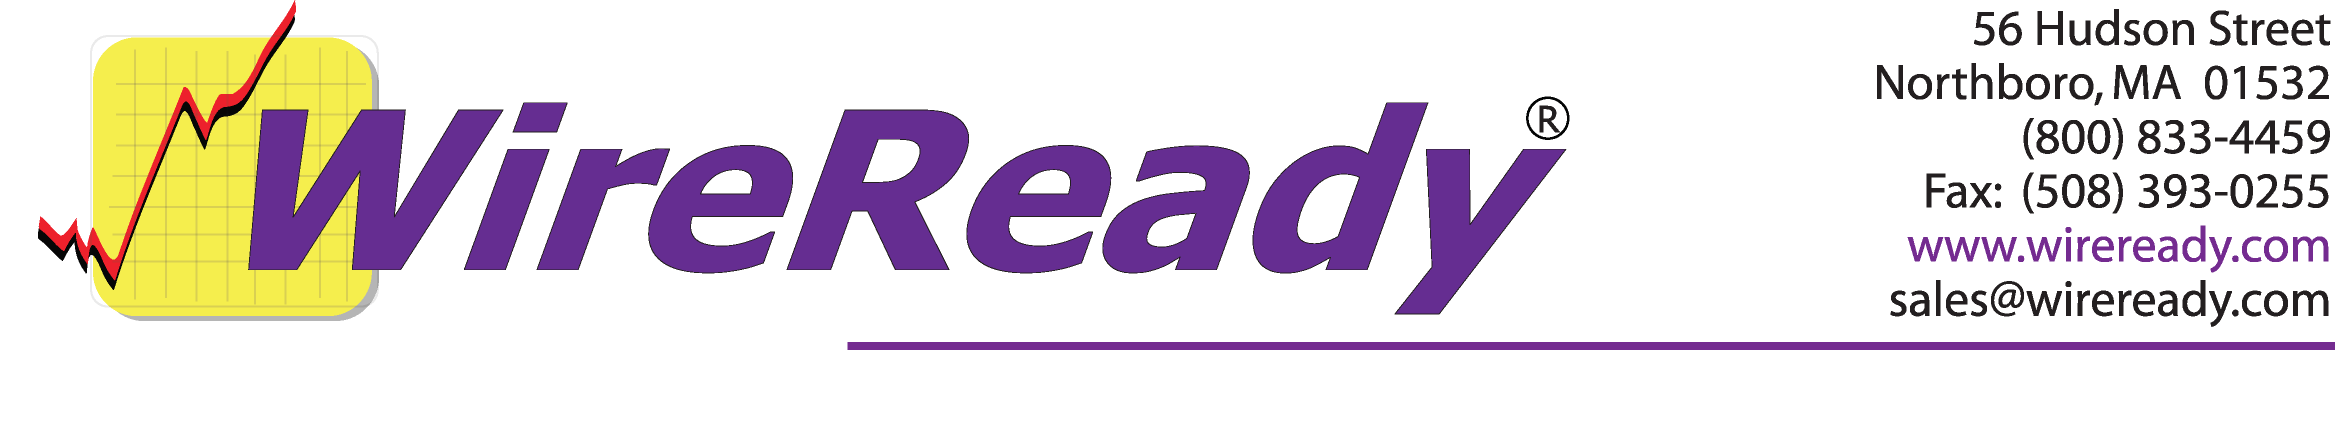 WireReady®
56 Hudson Street
Northboro, MA 01532
(800) 833-4459
Fax: (508) 393-0255
www.wireready.com
sales@wireready.com